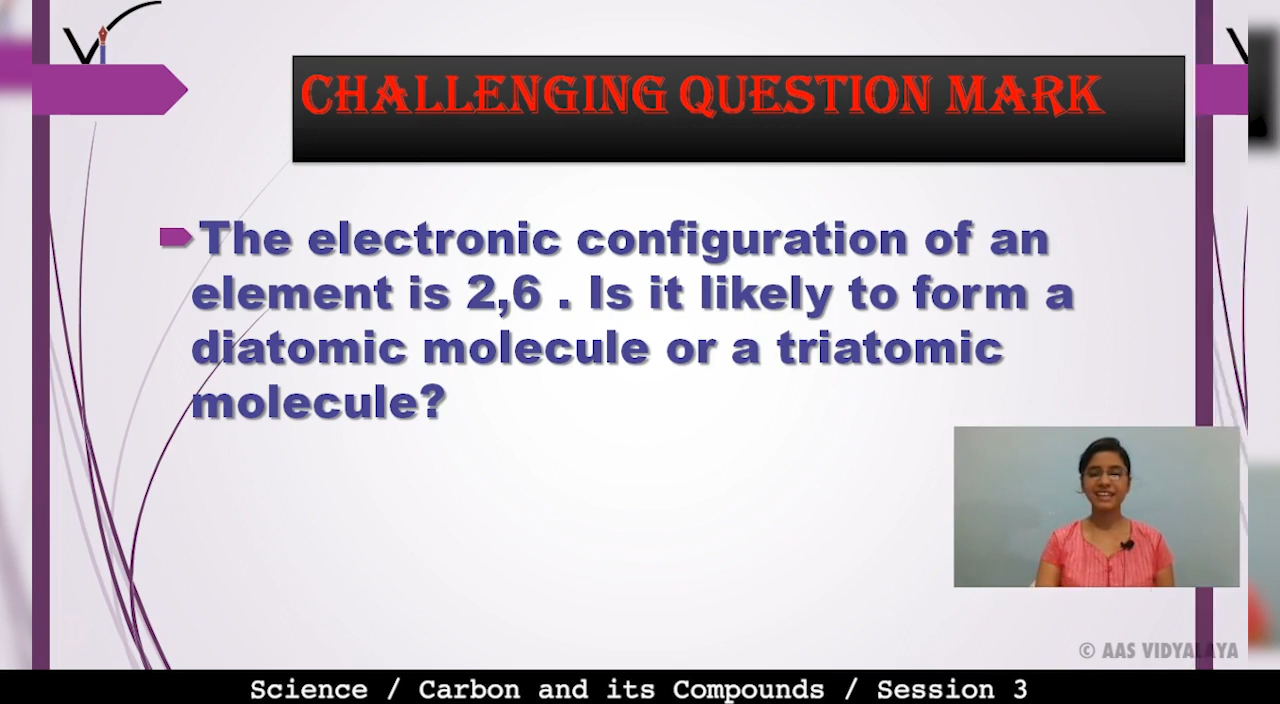 CHALLENGING QUESTION MARK
The electronic configuration of an
element is 2,6 . Is it likely to form a
diatomic molecule or a triatomic
molecule?
© AAS VIDYALAYA
Science / Carbon and its Compounds / Session 3